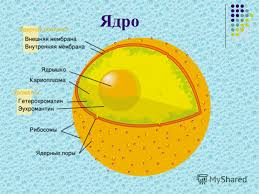 Ядро
Внешняя мембрана
Внутренняя мембрана
Ядрышко
Кариоплазма
Гетерохроматин
Эухроматин
Рибосомы
Ядерные поры
MyShared